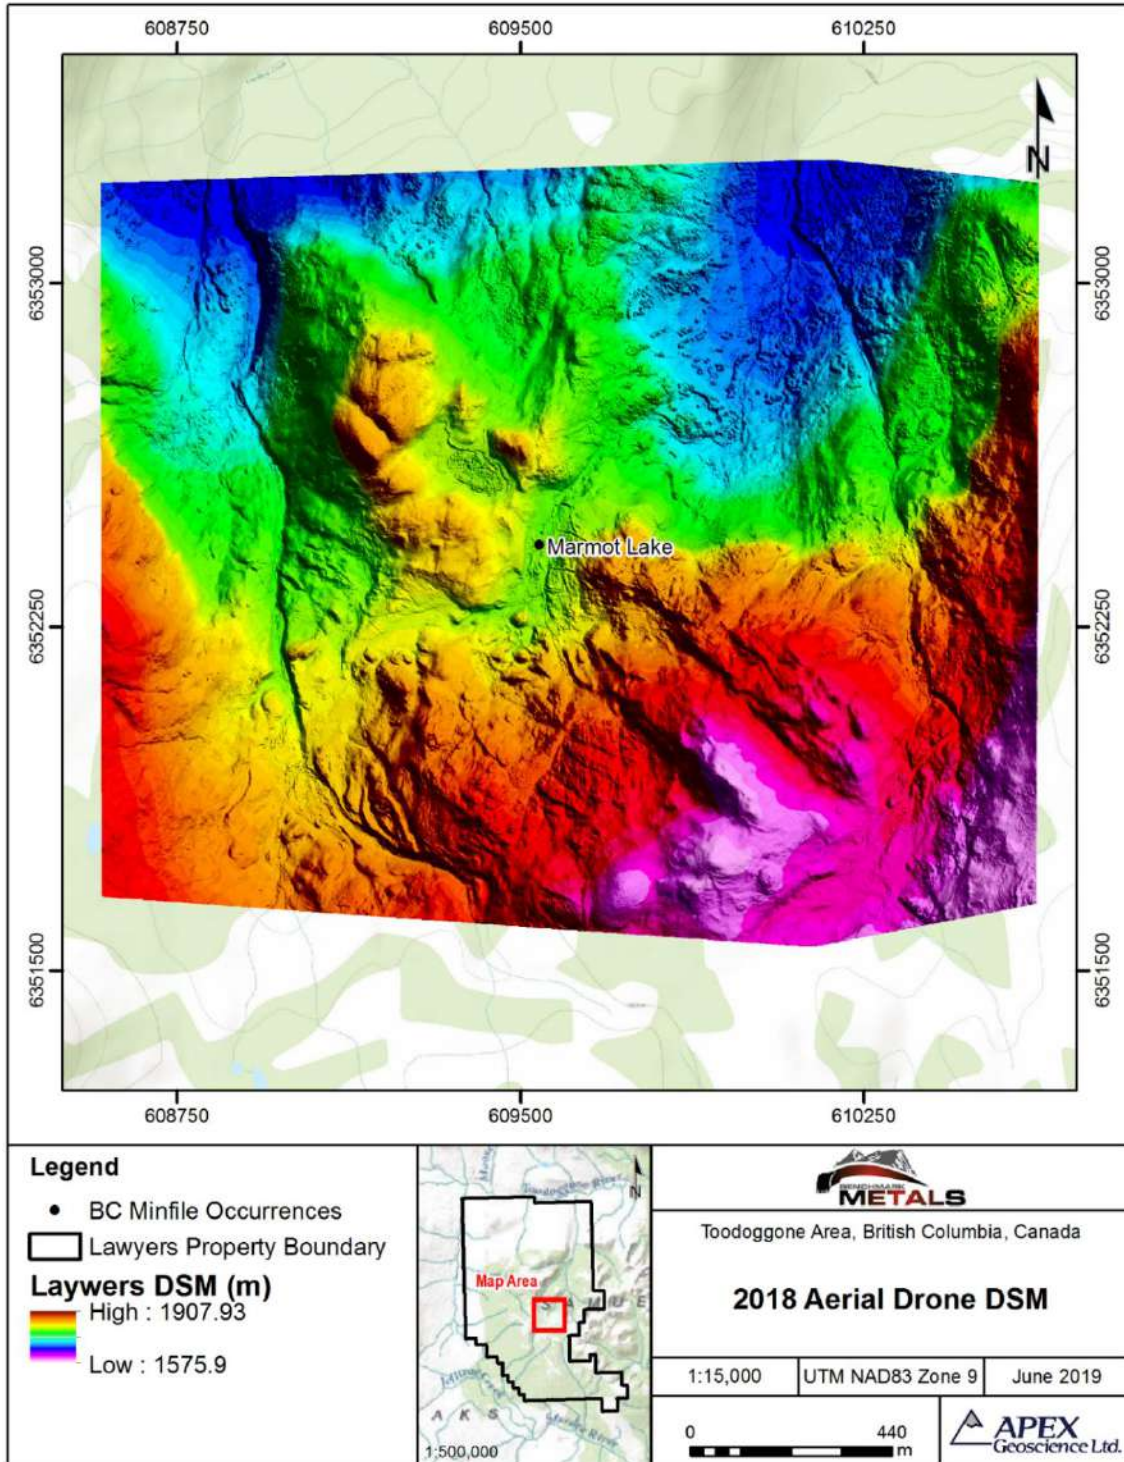 608750 609500 610250
N
6353000 6353000
Marmot Lake
6352250 6352250
6351500 6351500
608750 609500 610250
Legend
BC Minfile Occurrences
Lawyers Property Boundary
Laywers DSM (m)
High : 1907.93
Low : 1575.9
N
Toodoggone River
Map Area
S A M U E
A K S
1:500,000
BENCHMARK
METALS
Toodoggone Area, British Columbia, Canada
2018 Aerial Drone DSM
1:15,000 UTM NAD83 Zone 9 June 2019
0 440
m
APEX
Geoscience Ltd.